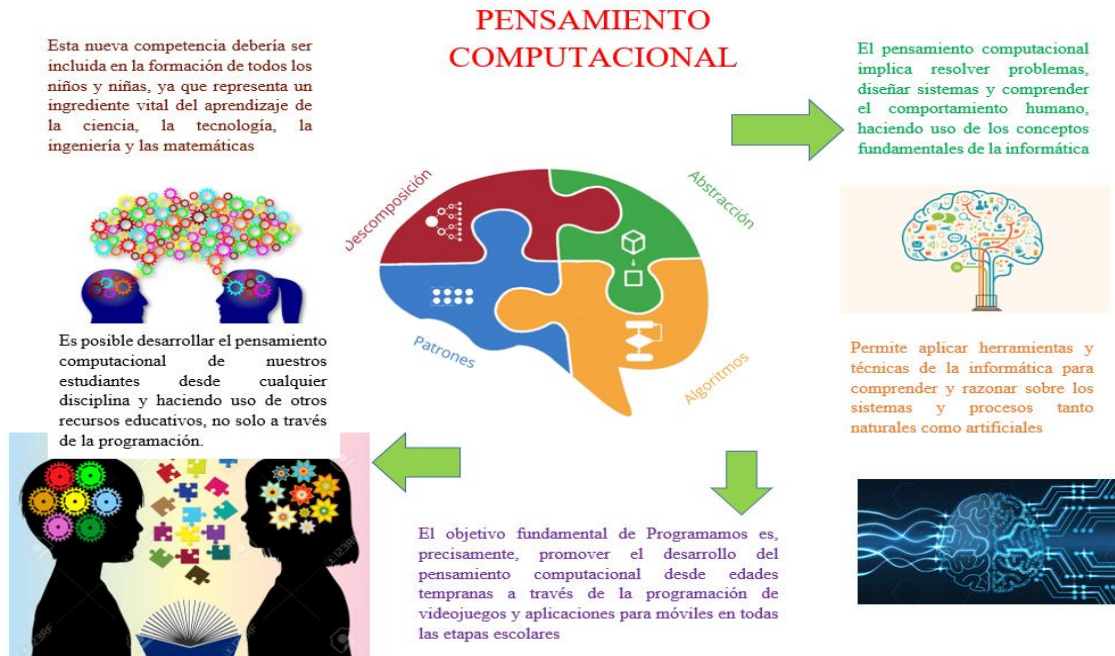 PENSAMIENTO
COMPUTACIONAL
Esta nueva competencia debería ser
incluida en la formación de todos los
niños y niñas, ya que representa un
ingrediente vital del aprendizaje de
la ciencia, la tecnología, la
ingeniería y las matemáticas
El pensamiento computacional
implica resolver problemas,
diseñar sistemas y comprender
el comportamiento humano,
haciendo uso de los conceptos
fundamentales de la informática
Descomposición
Abstracción
Patrones
Algoritmos
Es posible desarrollar el pensamiento
computacional de nuestros
estudiantes desde cualquier
disciplina y haciendo uso de otros
recursos educativos, no solo a través
de la programación.
Permite aplicar herramientas y
técnicas de la informática para
comprender y razonar sobre los
sistemas y procesos tanto
naturales como artificiales
El objetivo fundamental de Programamos es,
precisamente, promover el desarrollo del
pensamiento computacional desde edades
tempranas a través de la programación de
videojuegos y aplicaciones para móviles en todas
las etapas escolares